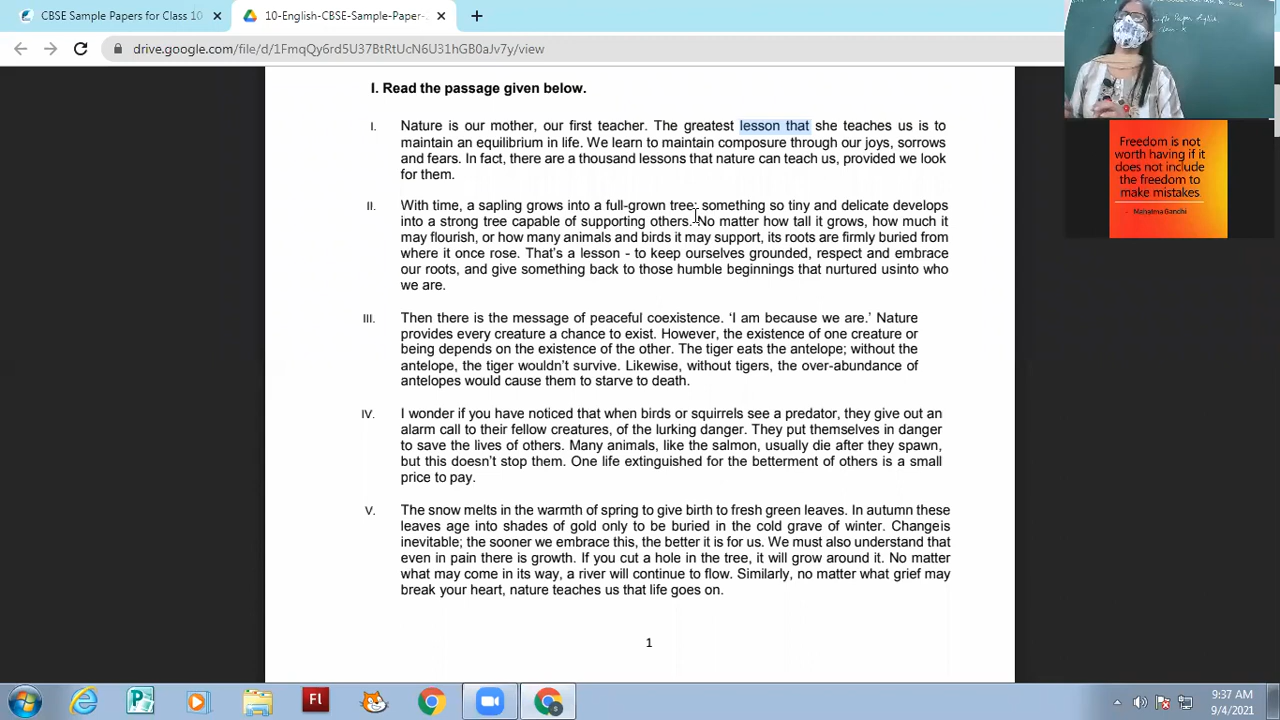 CBSE Sample Papers for Class 10
10-English-CBSE-Sample-Paper-
drive.google.com/file/d/1FmqQy6rd5U37BtRtUcN6U31hGB0aJv7y/view
I. Read the passage given below.
I. Nature is our mother, our first teacher. The greatest lesson that she teaches us is to
maintain an equilibrium in life. We learn to maintain composure through our joys, sorrows
and fears. In fact, there are a thousand lessons that nature can teach us, provided we look
for them.
II. With time, a sapling grows into a full-grown tree; something so tiny and delicate develops
into a strong tree capable of supporting others. No matter how tall it grows, how much it
may flourish, or how many animals and birds it may support, its roots are firmly buried from
where it once rose. That's a lesson - to keep ourselves grounded, respect and embrace
our roots, and give something back to those humble beginnings that nurtured usinto who
we are.
III. Then there is the message of peaceful coexistence. 'I am because we are.' Nature
provides every creature a chance to exist. However, the existence of one creature or
being depends on the existence of the other. The tiger eats the antelope; without the
antelope, the tiger wouldn't survive. Likewise, without tigers, the over-abundance of
antelopes would cause them to starve to death.
IV. I wonder if you have noticed that when birds or squirrels see a predator, they give out an
alarm call to their fellow creatures, of the lurking danger. They put themselves in danger
to save the lives of others. Many animals, like the salmon, usually die after they spawn,
but this doesn't stop them. One life extinguished for the betterment of others is a small
price to pay.
V. The snow melts in the warmth of spring to give birth to fresh green leaves. In autumn these
leaves age into shades of gold only to be buried in the cold grave of winter. Changeis
inevitable; the sooner we embrace this, the better it is for us. We must also understand that
even in pain there is growth. If you cut a hole in the tree, it will grow around it. No matter
what may come in its way, a river will continue to flow. Similarly, no matter what grief may
break your heart, nature teaches us that life goes on.
1
Freedom is not
worth having if it
does not include
the freedom to
make mistakes
- Mahatma Gandhi
Fl
9:37 AM
9/4/2021